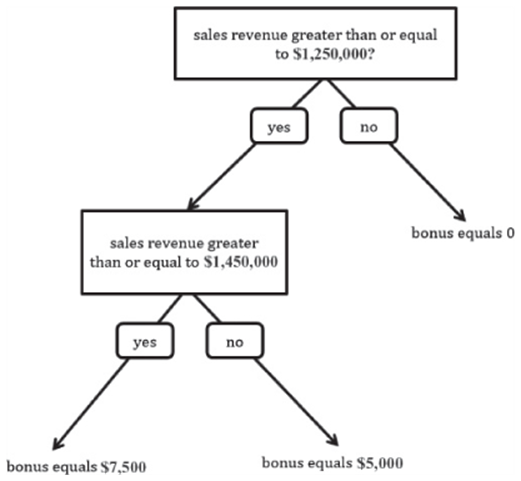 sales revenue greater than or equal
to $1,250,000?
yes
no
bonus equals 0
sales revenue greater
than or equal to $1,450,000
yes
no
bonus equals $7,500
bonus equals $5,000